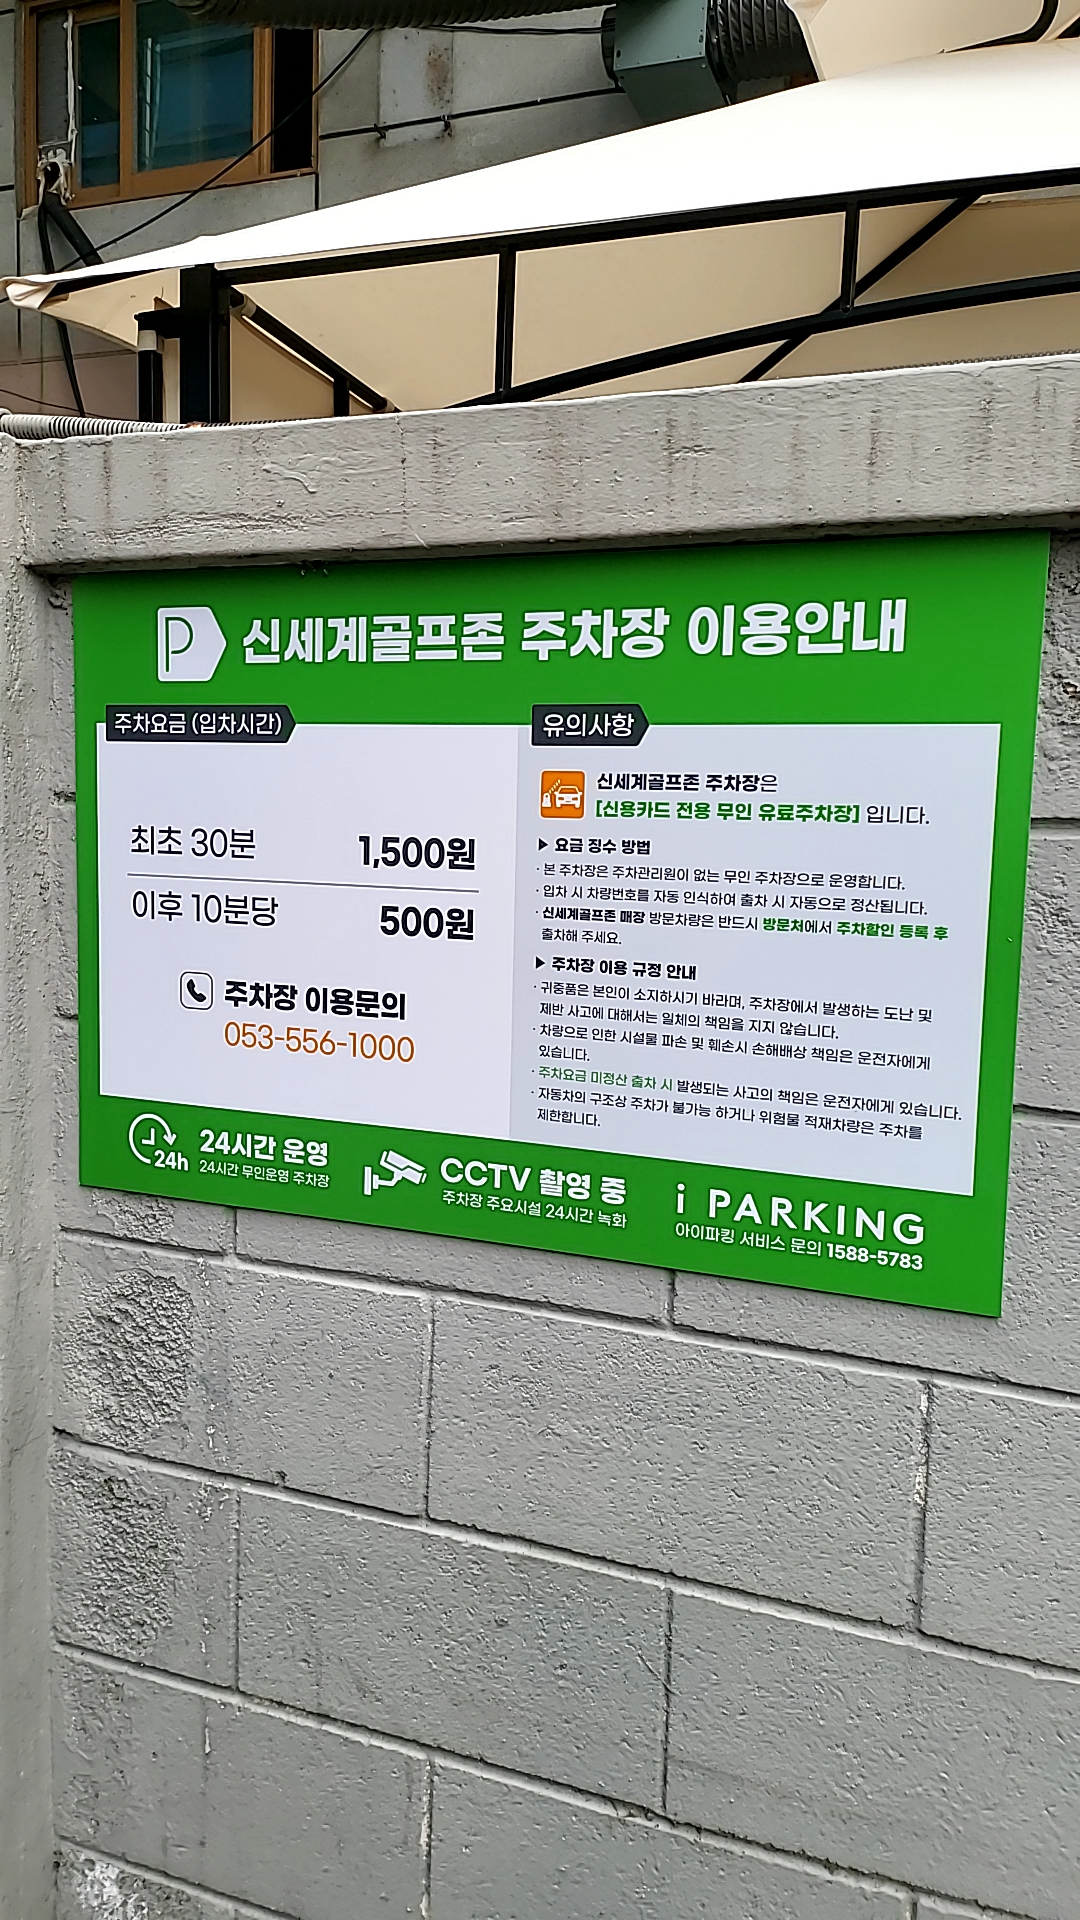 P 신세계골프존 주차장 이용안내
주차요금 (입차시간)
최초 30분 1,500원
이후 10분당 500원
주차장 이용문의
053-556-1000
유의사항
신세계골프존 주차장은
[신용카드 전용 무인 유료주차장] 입니다.
▶ 요금 징수 방법
· 본 주차장은 주차관리원이 없는 무인 주차장으로 운영합니다.
· 입차 시 차량번호를 자동 인식하여 출차 시 자동으로 정산됩니다.
· 신세계골프존 매장 방문차량은 반드시 방문처에서 주차할인 등록 후
출차해 주세요.
▶ 주차장 이용 규정 안내
· 귀중품은 본인이 소지하시기 바라며, 주차장에서 발생하는 도난 및
제반 사고에 대해서는 일체의 책임을 지지 않습니다.
· 차량으로 인한 시설물 파손 및 훼손시 손해배상 책임은 운전자에게
있습니다.
· 주차요금 미정산 출차 시 발생되는 사고의 책임은 운전자에게 있습니다.
· 자동차의 구조상 주차가 불가능 하거나 위험물 적재차량은 주차를
제한합니다.
24h 24시간 운영
24시간 무인운영 주차장
CCTV 촬영 중
주차장 주요시설 24시간 녹화
i PARKING
아이파킹 서비스 문의 1588-5783